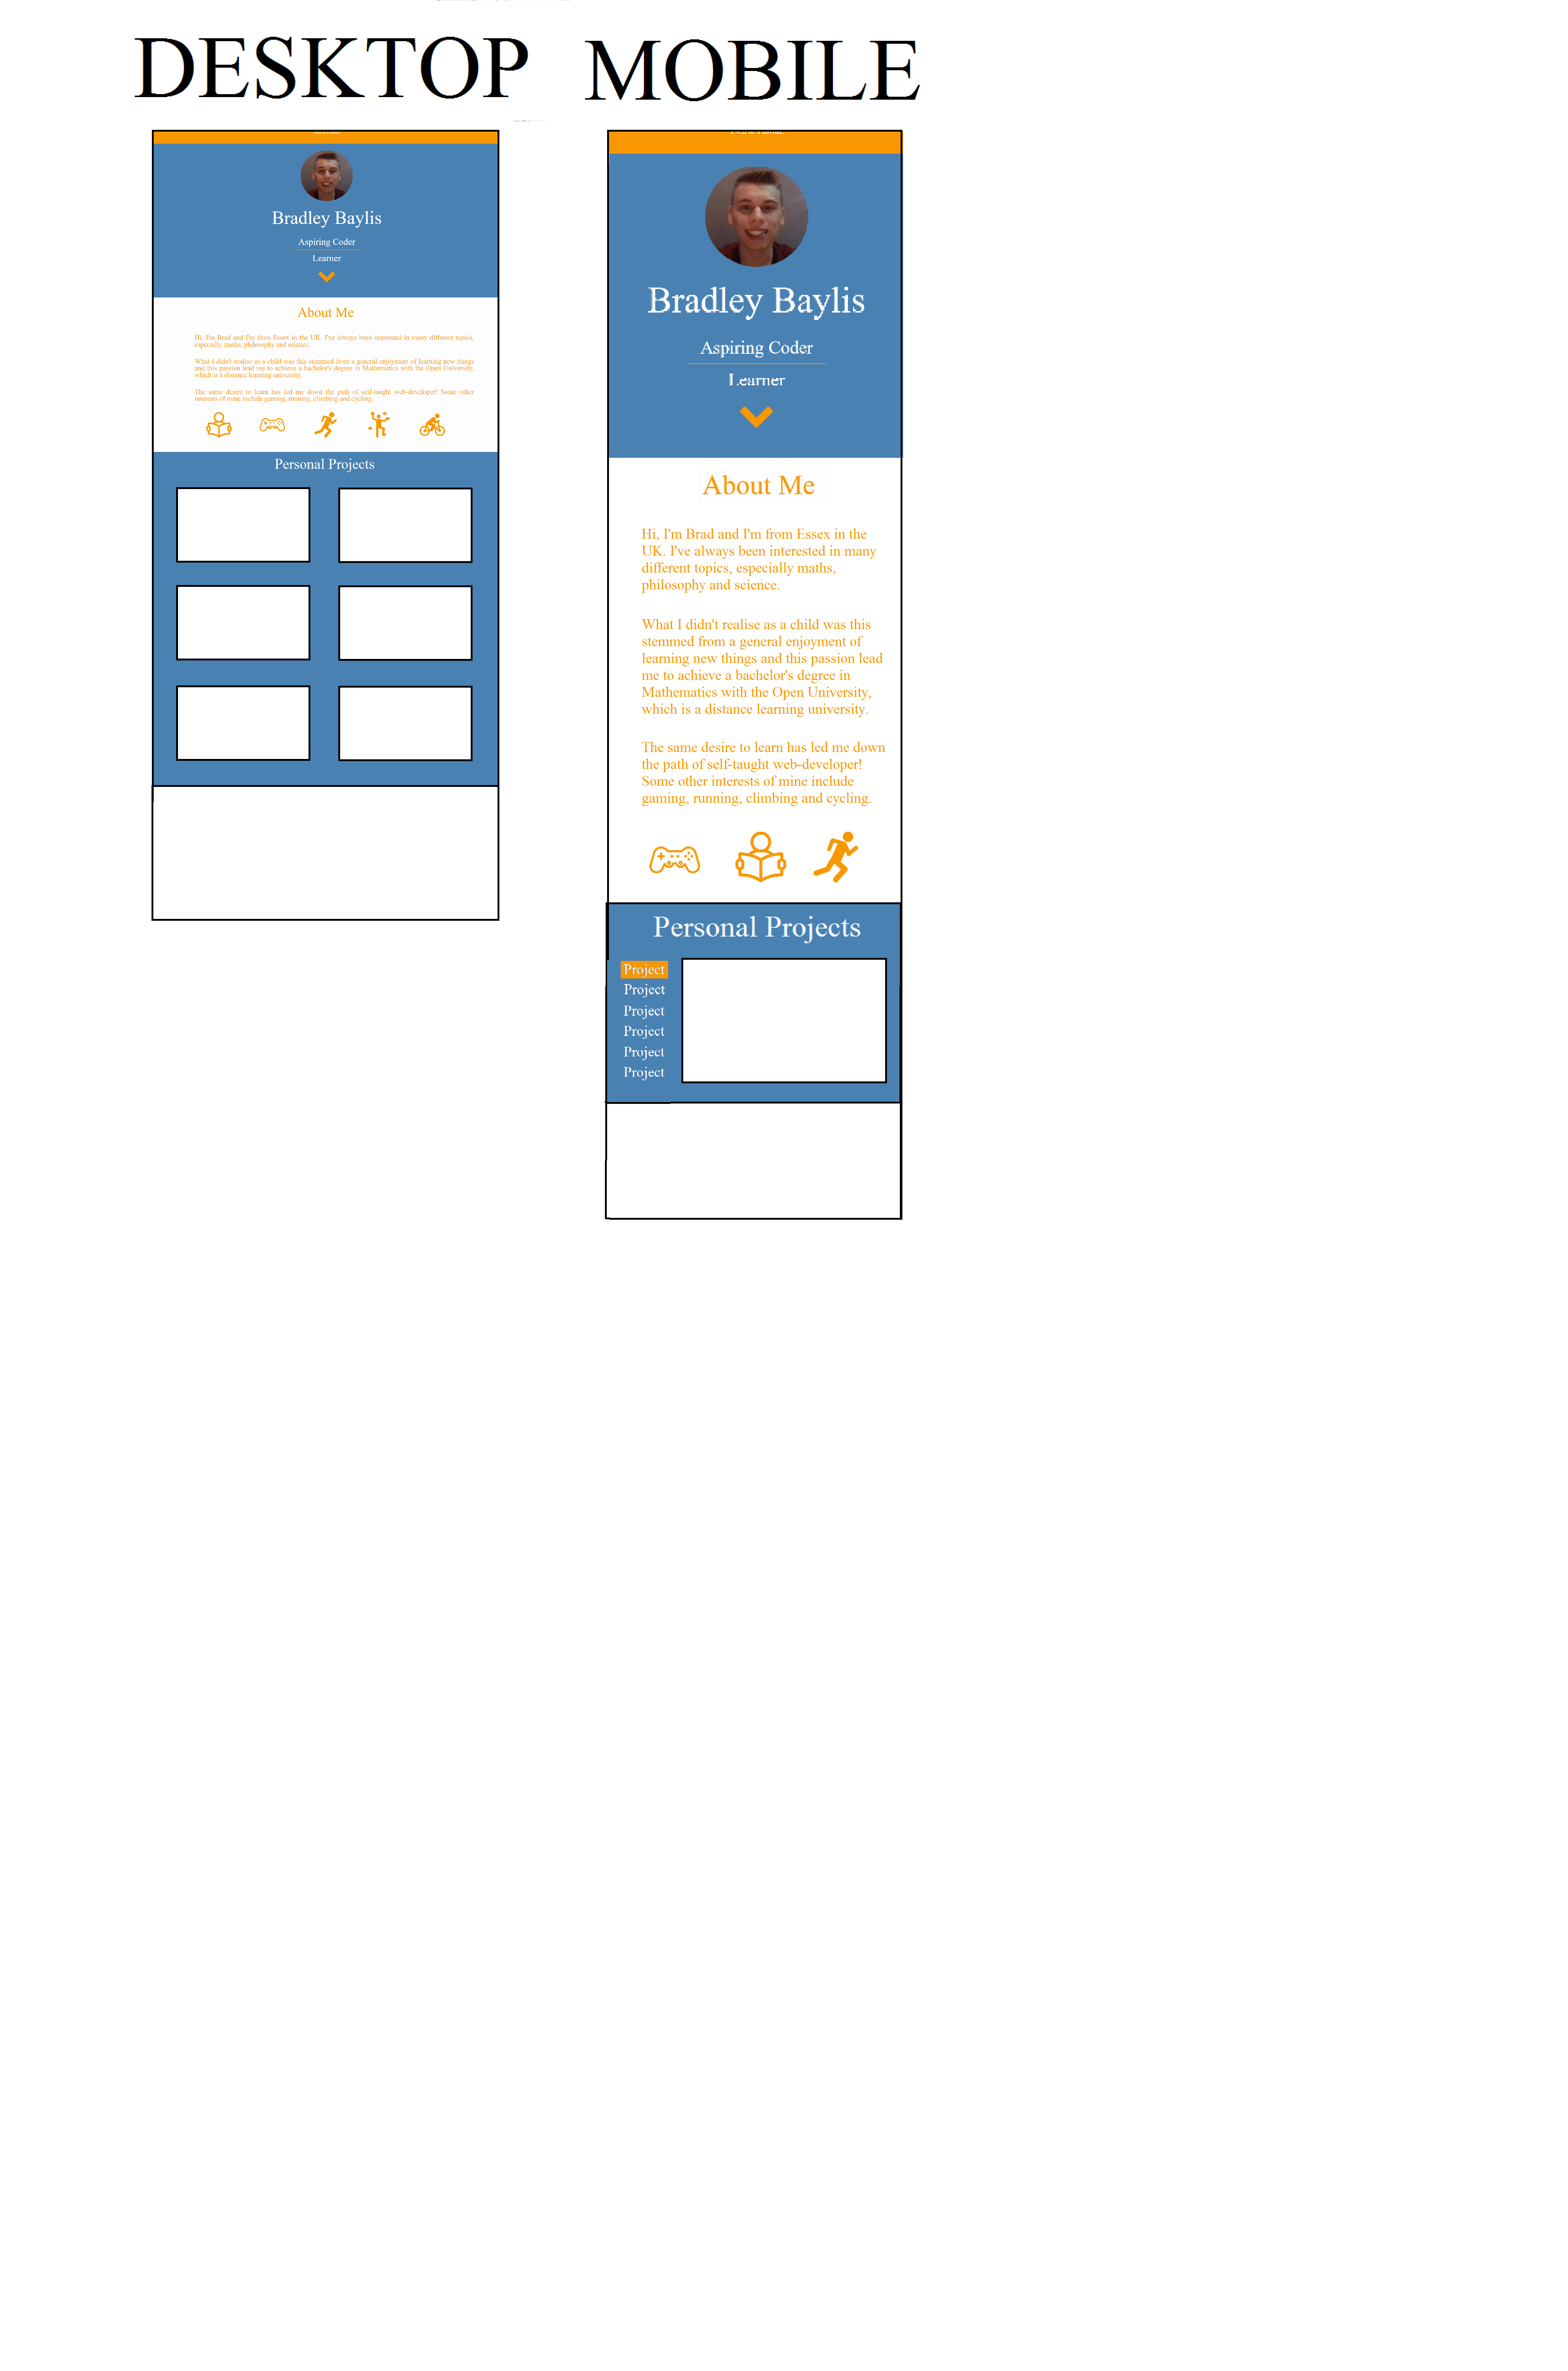 DESKTOP
MOBILE
Bradley Baylis
Aspiring Coder
Learner
About Me
Hi, I'm Brad and I'm from Essex in the UK. I've always been interested in many different topics,
especially maths, philosophy and science.
What I didn't realise as a child was this stemmed from a general enjoyment of learning new things
and this passion lead me to achieve a bachelor's degree in Mathematics with the Open University,
which is a distance learning university.
The same desire to learn has led me down the path of self-taught web-developer! Some other
interests of mine include gaming, running, climbing and cycling.
Personal Projects
Bradley Baylis
Aspiring Coder
Learner
About Me
Hi, I'm Brad and I'm from Essex in the
UK. I've always been interested in many
different topics, especially maths,
philosophy and science.
What I didn't realise as a child was this
stemmed from a general enjoyment of
learning new things and this passion lead
me to achieve a bachelor's degree in
Mathematics with the Open University,
which is a distance learning university.
The same desire to learn has led me down
the path of self-taught web-developer!
Some other interests of mine include
gaming, running, climbing and cycling.
Personal Projects
Project
Project
Project
Project
Project
Project